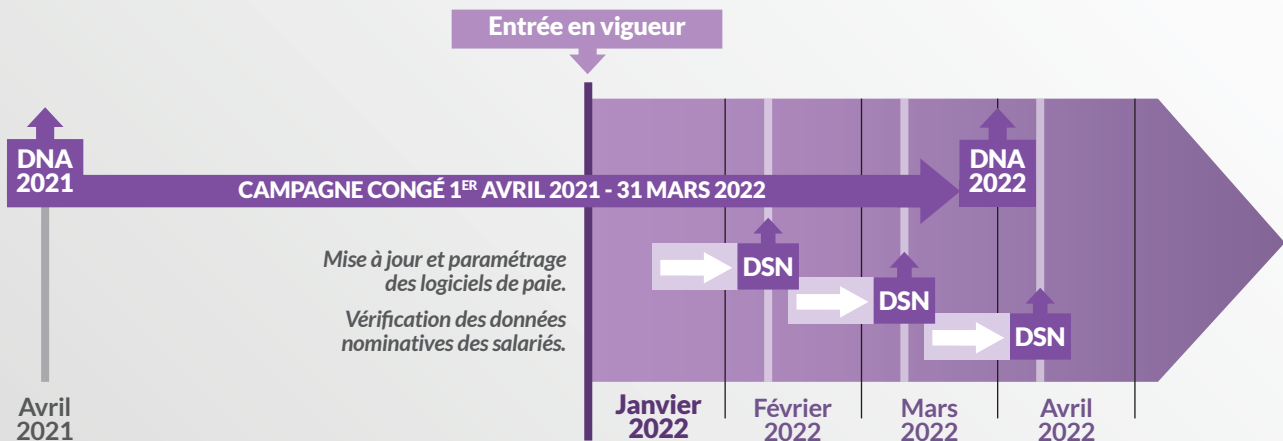 Entrée en vigueur
DNA
2021
CAMPAGNE CONGÉ 1ER AVRIL 2021 - 31 MARS 2022
DNA
2022
Mise à jour et paramétrage
des logiciels de paie.
Vérification des données
nominatives des salariés.
DSN
DSN
DSN
Avril
2021
Janvier
2022
Février
2022
Mars
2022
Avril
2022